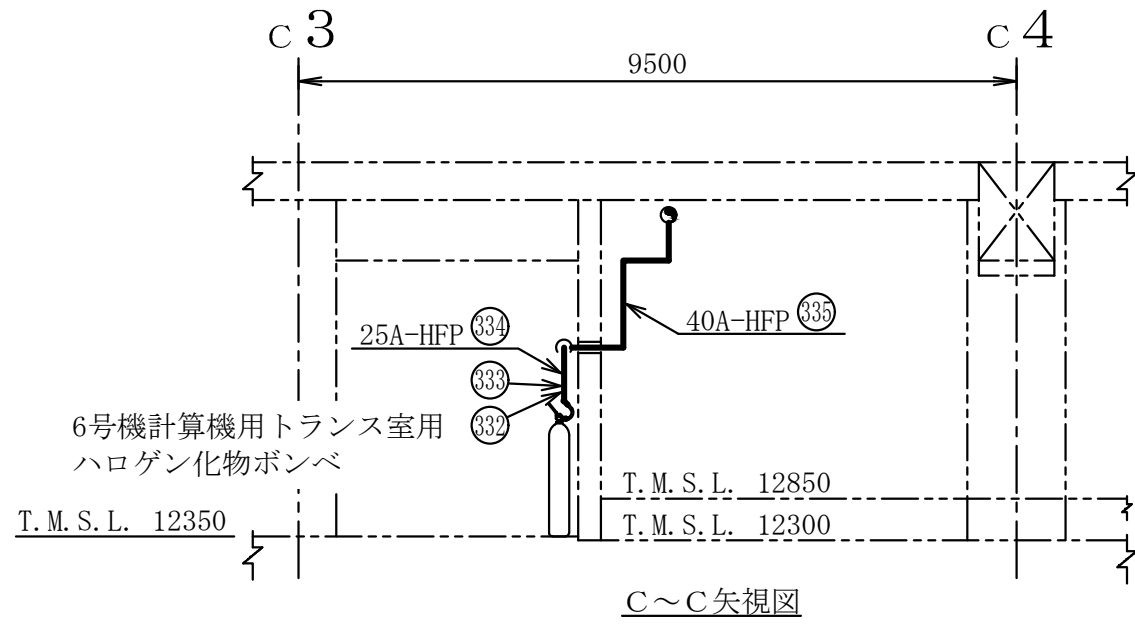 C3
C4
9500
25A-HFP 334
40A-HFP 335
333
332
6号機計算機用トランス室用
ハロゲン化物ボンベ
T.M.S.L. 12850
T.M.S.L. 12350
T.M.S.L. 12300
C～C矢視図